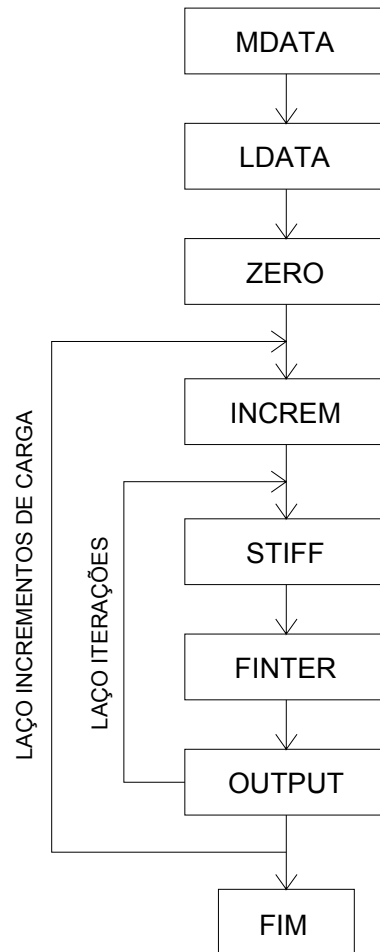 MDATA
LDATA
ZERO
INCREM
STIFF
FINTER
OUTPUT
FIM
LAÇO ITERAÇÕES
LAÇO INCREMENTOS DE CARGA